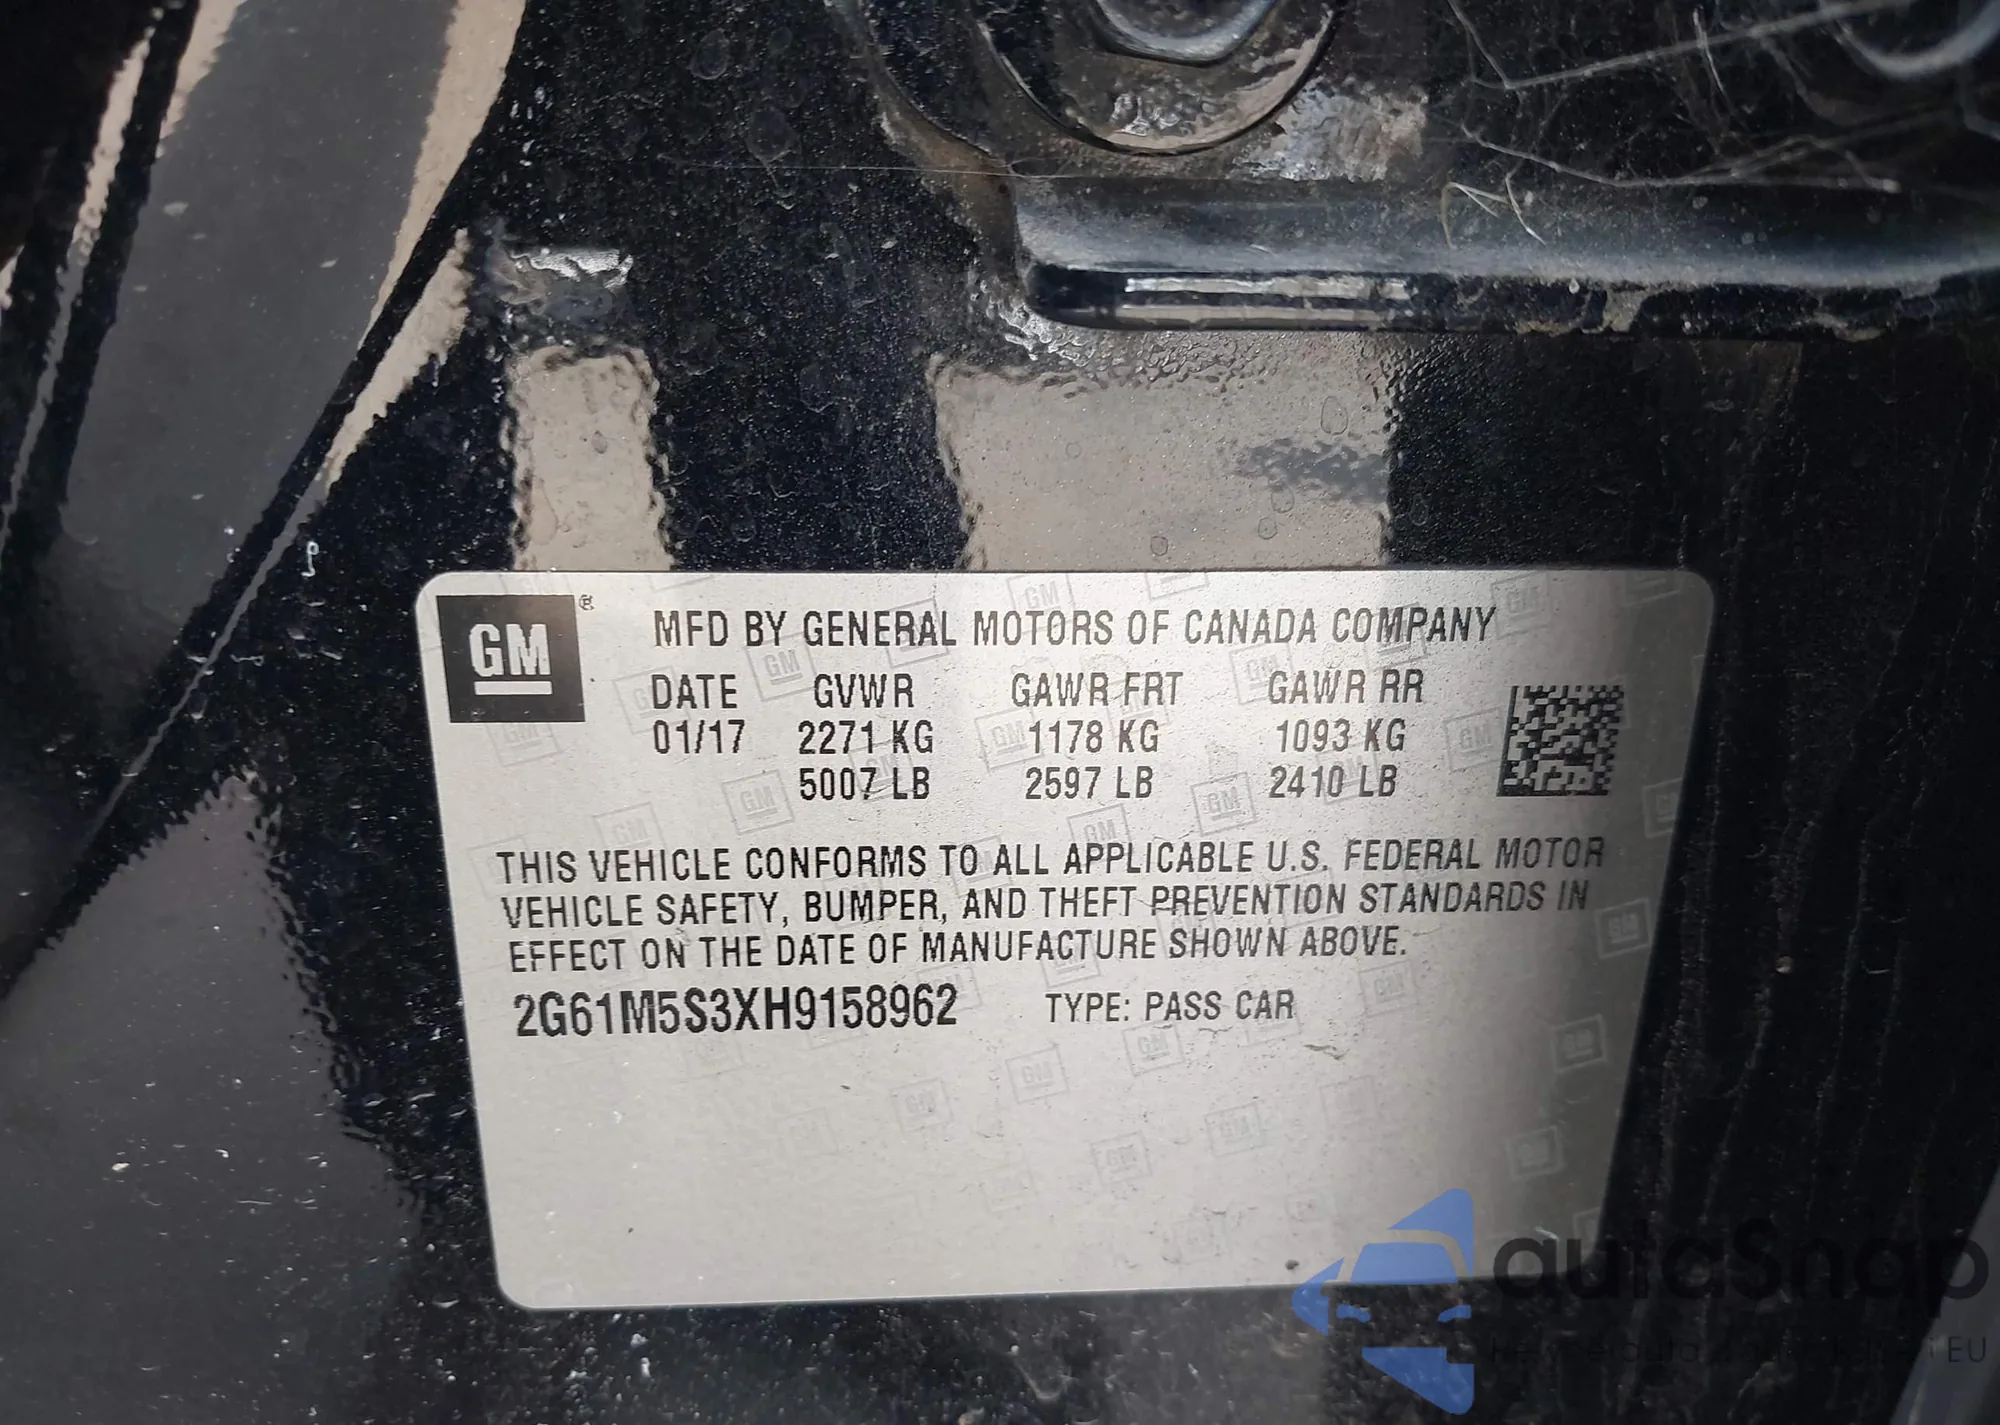 GM ®
MFD BY GENERAL MOTORS OF CANADA COMPANY
DATE GVWR GAWR FRT GAWR RR
01/17 2271 KG 1178 KG 1093 KG
5007 LB 2597 LB 2410 LB
THIS VEHICLE CONFORMS TO ALL APPLICABLE U.S. FEDERAL MOTOR
VEHICLE SAFETY, BUMPER, AND THEFT PREVENTION STANDARDS IN
EFFECT ON THE DATE OF MANUFACTURE SHOWN ABOVE.
2G61M5S3XH9158962 TYPE: PASS CAR
autoSnap
EU